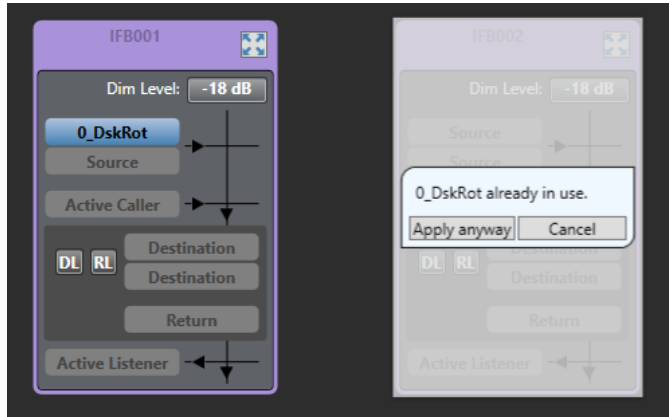 IFB001
Dim Level: -18 dB
0_DskRot
Source
Active Caller
DL RL
Destination
Destination
Return
Active Listener
IFB002
Dim Level: -18 dB
Source
Source
0_DskRot already in use.
Apply anyway Cancel
DL RL
Destination
Return
Active Listener